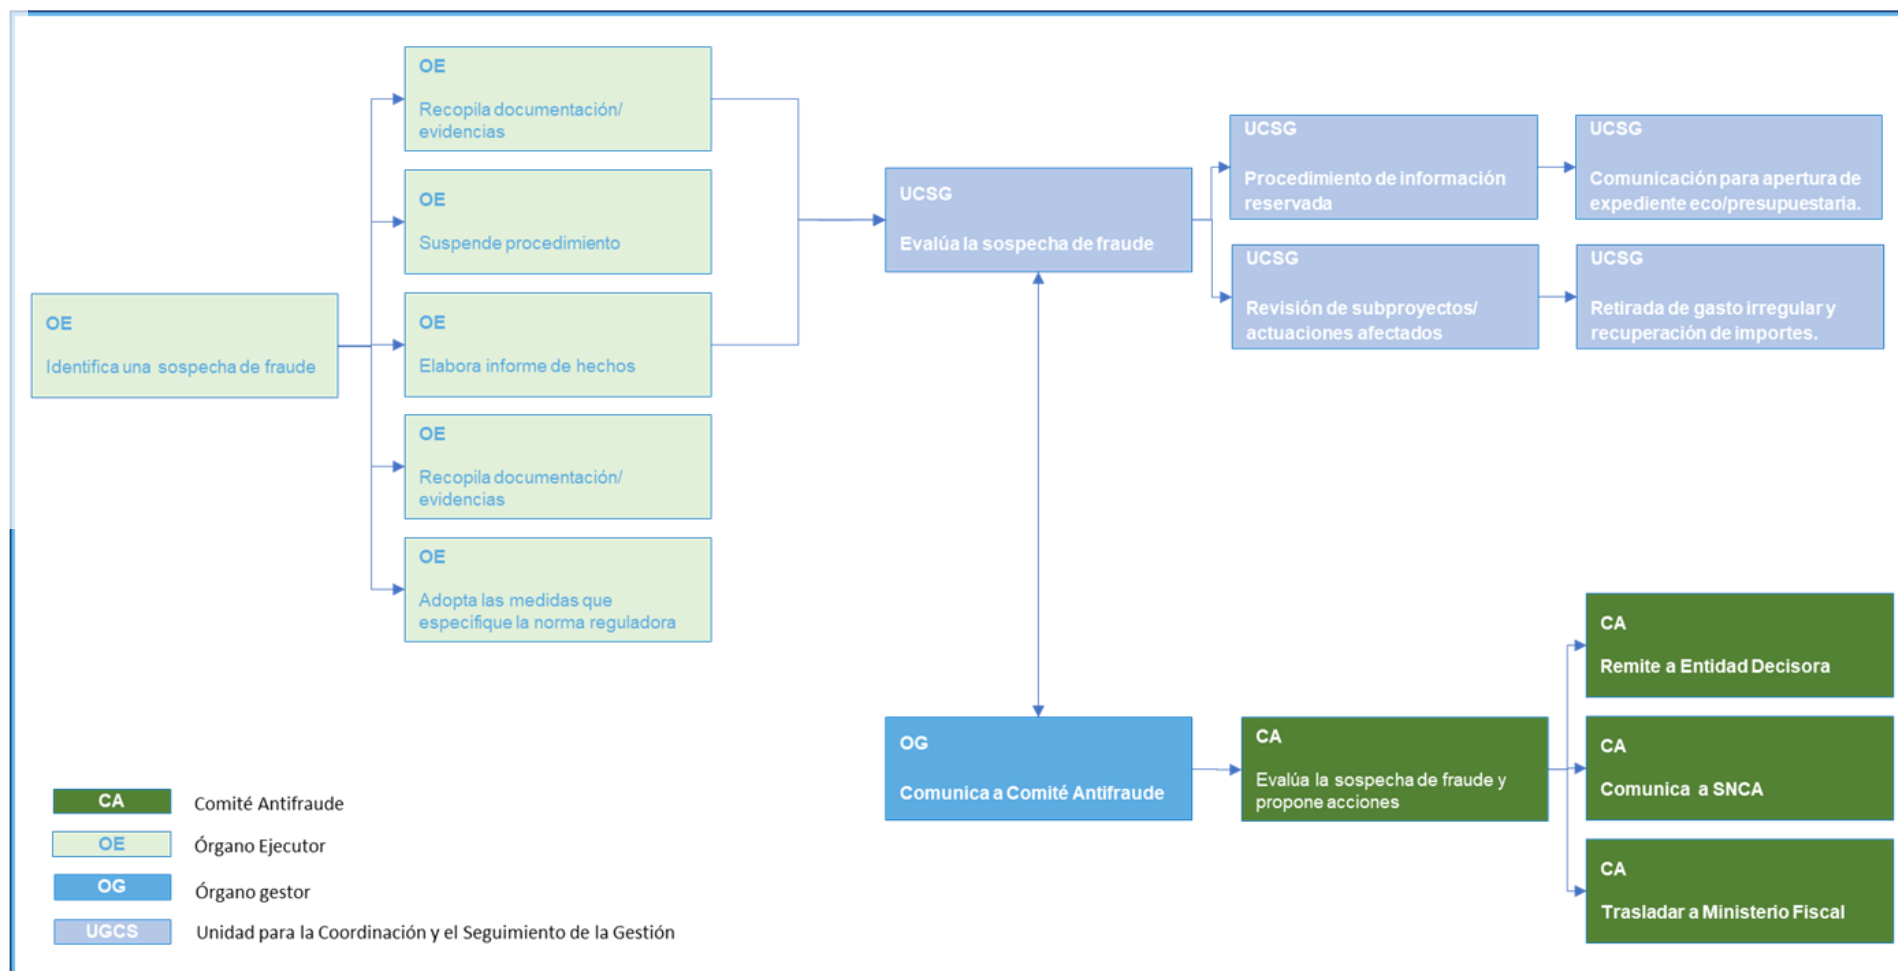 OE
Identifica una sospecha de fraude
OE
Recopila documentación/
evidencias
OE
Suspende procedimiento
OE
Elabora informe de hechos
OE
Recopila documentación/
evidencias
OE
Adopta las medidas que
especifique la norma reguladora
UCSG
Evalúa la sospecha de fraude
UCSG
Procedimiento de información
reservada
UCSG
Comunicación para apertura de
expediente eco/presupuestaria.
UCSG
Revisión de subproyectos/
actuaciones afectados
UCSG
Retirada de gasto irregular y
recuperación de importes.
OG
Comunica a Comité Antifraude
CA
Evalúa la sospecha de fraude y
propone acciones
CA
Remite a Entidad Decisora
CA
Comunica a SNCA
CA
Trasladar a Ministerio Fiscal
CA Comité Antifraude
OE Órgano Ejecutor
OG Órgano gestor
UGCS Unidad para la Coordinación y el Seguimiento de la Gestión